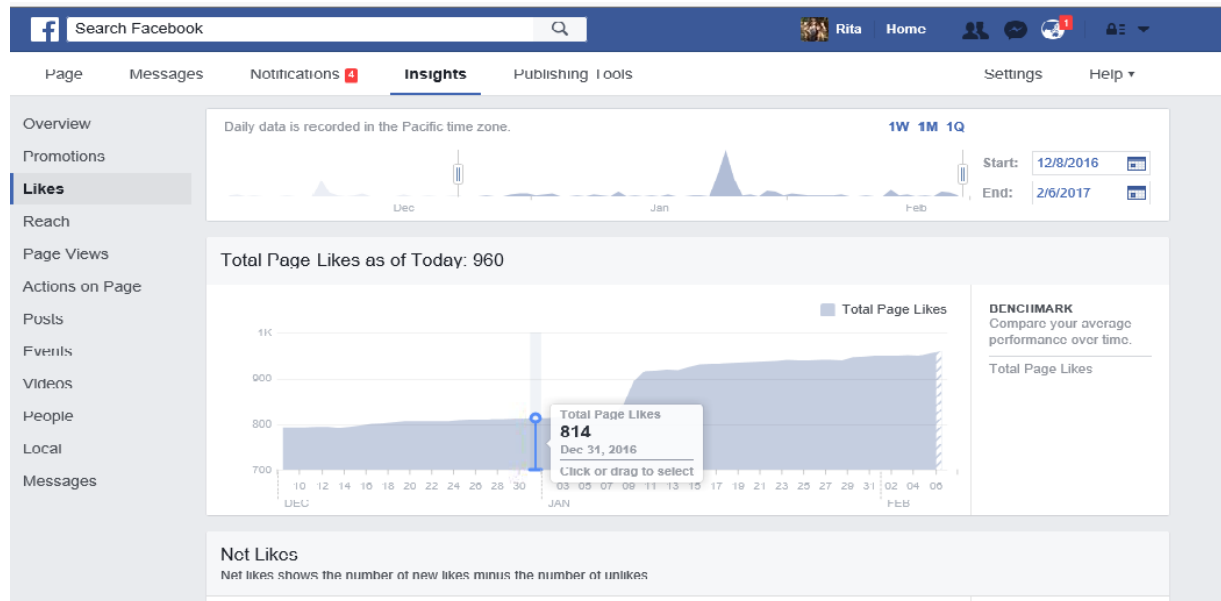 f Search Facebook Rita Home 1
Page Messages Notifications 4 Insights Publishing Tools Settings Help
Overview
Promotions
Likes
Reach
Page Views
Actions on Page
Posts
Events
Videos
People
Local
Messages
Daily data is recorded in the Pacific time zone. 1W 1M 1Q
Start: 12/8/2016
End: 2/6/2017
Dec Jan Feb
Total Page Likes as of Today: 960
Total Page Likes
1K
900
800
700
10 12 14 16 18 20 22 24 26 28 30 03 05 07 09 11 13 15 17 19 21 23 25 27 29 31 02 04 06
DEC JAN FEB
Total Page Likes
814
Dec 31, 2016
Click or drag to select
BENCHMARK
Compare your average
performance over time.
Total Page Likes
Net Likes
Net likes shows the number of new likes minus the number of unlikes